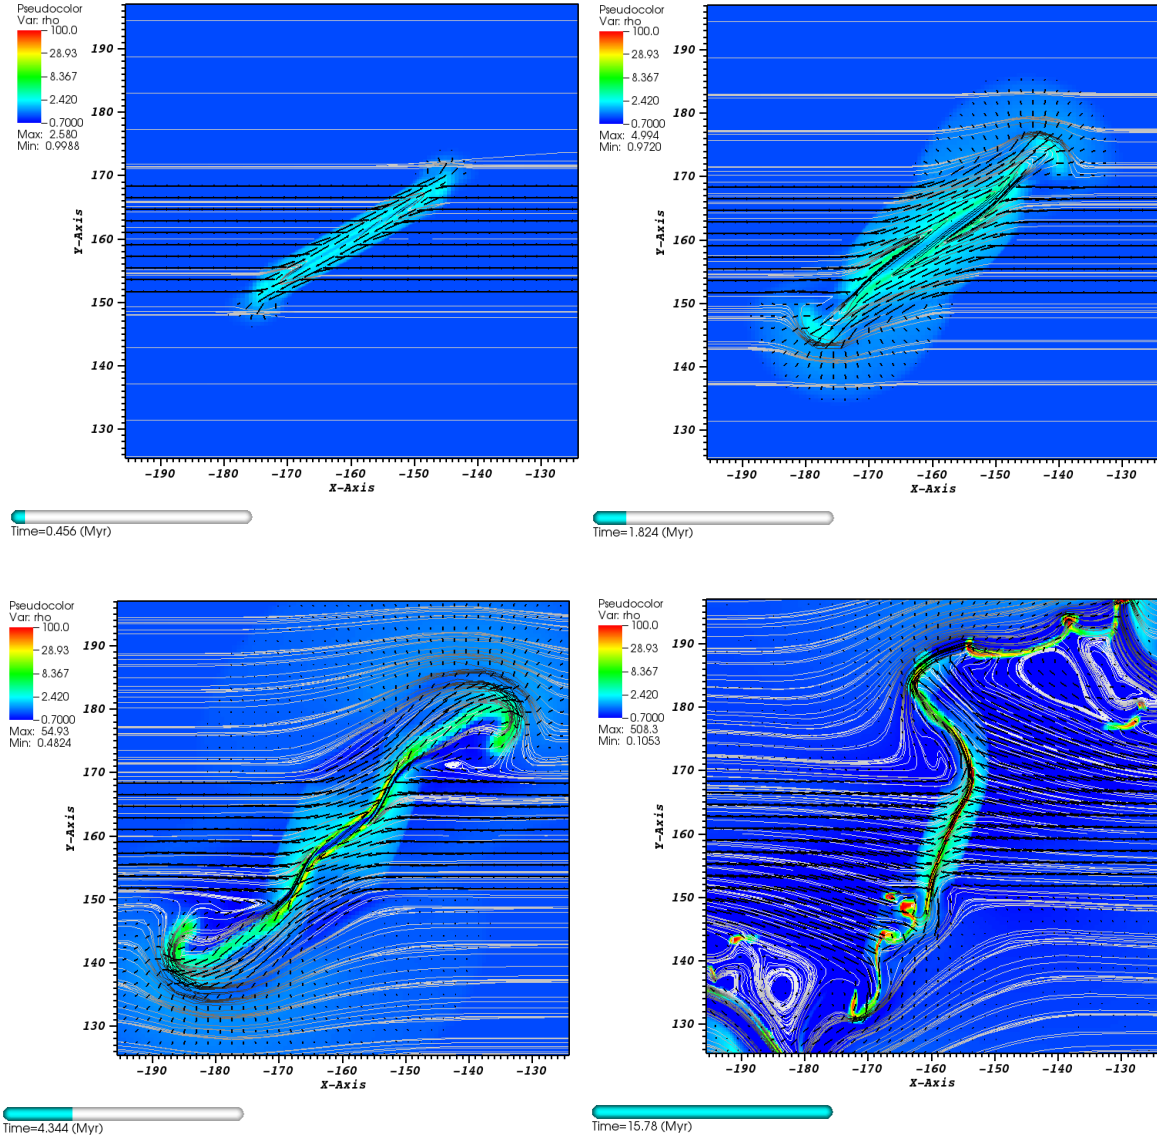 Pseudocolor
Var: rho
100.0
28.93
8.367
2.420
0.7000
Max: 2.580
Min: 0.9988
190
180
170
160
150
140
130
Y-Axis
-190
-180
-170
-160
-150
-140
-130
X-Axis
Time=0.456 (Myr)
Pseudocolor
Var: rho
100.0
28.93
8.367
2.420
0.7000
Max: 4.994
Min: 0.9720
190
180
170
160
150
140
130
Y-Axis
-190
-180
-170
-160
-150
-140
-130
X-Axis
Time=1.824 (Myr)
Pseudocolor
Var: rho
100.0
28.93
8.367
2.420
0.7000
Max: 54.93
Min: 0.4824
190
180
170
160
150
140
130
Y-Axis
-190
-180
-170
-160
-150
-140
-130
X-Axis
Time=4.344 (Myr)
Pseudocolor
Var: rho
100.0
28.93
8.367
2.420
0.7000
Max: 508.3
Min: 0.1053
190
180
170
160
150
140
130
Y-Axis
-190
-180
-170
-160
-150
-140
-130
X-Axis
Time=15.78 (Myr)